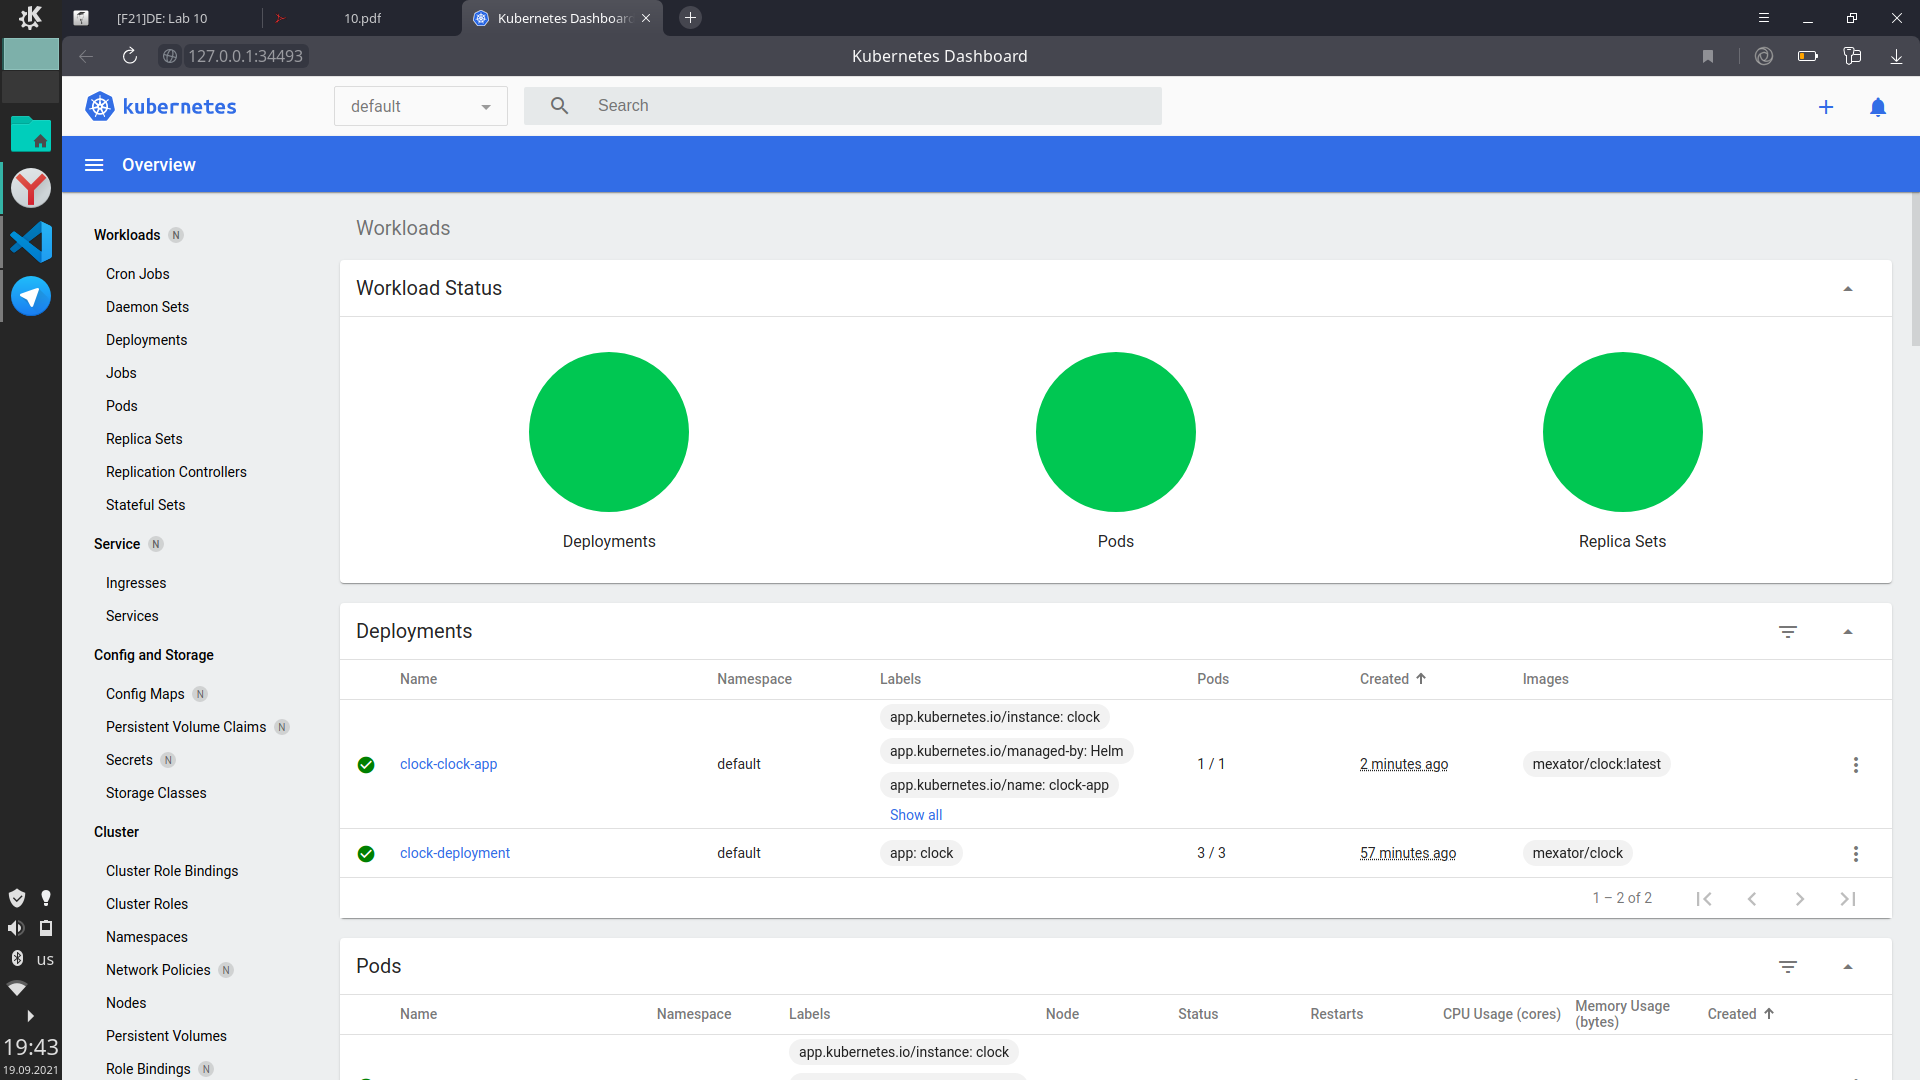 [F21]DE: Lab 10
10.pdf
Kubernetes Dashboard
127.0.0.1:34493
Kubernetes Dashboard
kubernetes
default
Search
Overview
Workloads N
Cron Jobs
Daemon Sets
Deployments
Jobs
Pods
Replica Sets
Replication Controllers
Stateful Sets
Service N
Ingresses
Services
Config and Storage
Config Maps N
Persistent Volume Claims N
Secrets N
Storage Classes
Cluster
Cluster Role Bindings
Cluster Roles
Namespaces
Network Policies N
Nodes
Persistent Volumes
Role Bindings N
Workloads
Workload Status
Deployments
Pods
Replica Sets
Deployments
Name Namespace Labels Pods Created Images
app.kubernetes.io/instance: clock
app.kubernetes.io/managed-by: Helm
clock-clock-app default 1 / 1 2 minutes ago mexator/clock:latest
app.kubernetes.io/name: clock-app
Show all
clock-deployment default app: clock 3 / 3 57 minutes ago mexator/clock
1 – 2 of 2
Pods
Name Namespace Labels Node Status Restarts CPU Usage (cores) Memory Usage (bytes) Created
app.kubernetes.io/instance: clock
us
19:43
19.09.2021